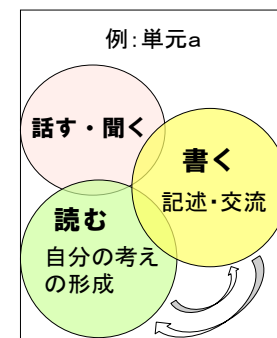 例：単元a
話す・聞く
書く
記述・交流
読む
自分の考え
の形成